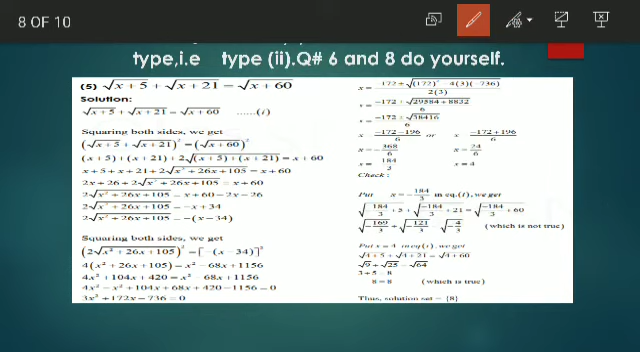 8 OF 10
type,i.e type (ii).Q# 6 and 8 do yourself.
(5) √x + 5 + √x + 21 = √x + 60
Solution:
√x + 5 + √x + 21 = √x + 60 ......(i)
Squaring both sides, we get
(√x + 5 + √x + 21)² = (√x + 60)²
(x + 5) + (x + 21) + 2√(x + 5) + (x + 21) = x + 60
x + 5 + x + 21 + 2√x² + 26x + 105 = x + 60
2x + 26 + 2√x² + 26x + 105 = x + 60
2√x² + 26x + 105 = x + 60 − 2x − 26
2√x² + 26x + 105 = −x + 34
2√x² + 26x + 105 = −(x − 34)
Squaring both sides, we get
(2√x² + 26x + 105)² = [−(x − 34)]²
4(x² + 26x + 105) = x² − 68x + 1156
4x² + 104x + 420 = x² − 68x + 1156
4x² − x² + 104x + 68x + 420 − 1156 = 0
3x² + 172x − 736 = 0
x = −172 ± √(172)² − 4(3)(−736) / 2(3)
x = −172 ± √29584 + 8832 / 6
x = −172 ± √38416 / 6
x = −172 − 196 / 6 or x = −172 + 196 / 6
x = − 368 / 6 x = 24 / 6
x = 184 / 3 x = 4
Check :
Put x = − 184 / 3 in eq.(i), we get
√−184 / 3 + 5 + √−184 / 3 + 21 = √−184 / 3 + 60
√−169 / 3 + √−121 / 3 √−4 / 3 (which is not true)
Put x = 4 in eq(i), we get
√4 + 5 + √4 + 21 = √4 + 60
√9 + √25 = √64
3 + 5 = 8
8 = 8 (which is true)
Thus, solution set = {8}